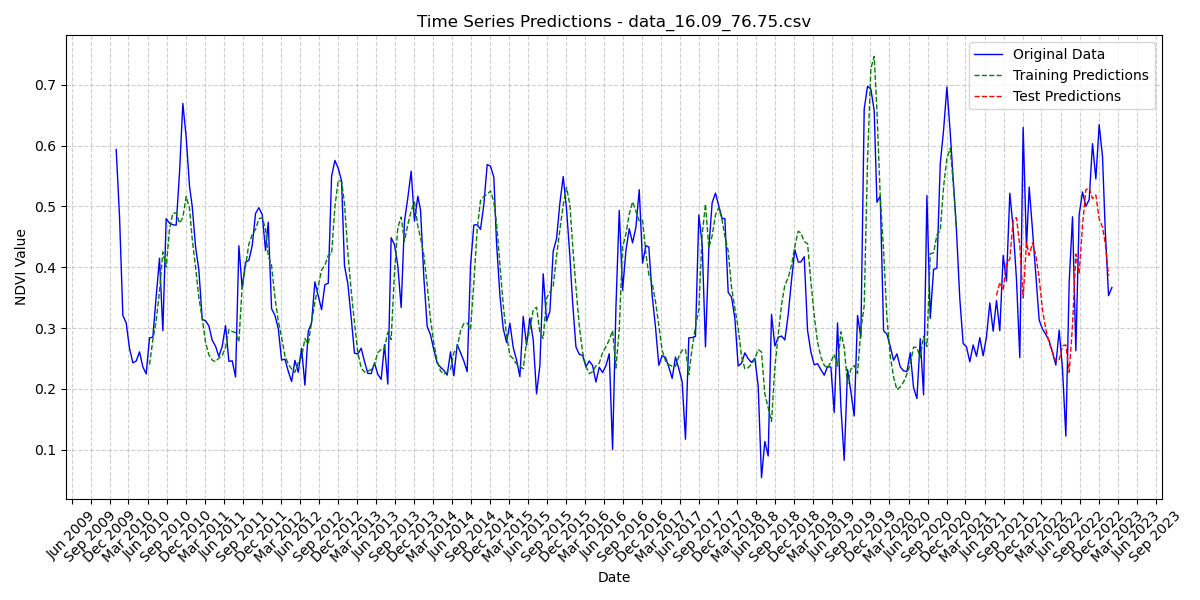 Time Series Predictions - data_16.09_76.75.csv
Original Data
Training Predictions
Test Predictions
NDVI Value
0.7
0.6
0.5
0.4
0.3
0.2
0.1
Jun 2009
Sep 2009
Dec 2009
Mar 2010
Jun 2010
Sep 2010
Dec 2010
Mar 2011
Jun 2011
Sep 2011
Dec 2011
Mar 2012
Jun 2012
Sep 2012
Dec 2012
Mar 2013
Jun 2013
Sep 2013
Dec 2013
Mar 2014
Jun 2014
Sep 2014
Dec 2014
Mar 2015
Jun 2015
Sep 2015
Dec 2015
Mar 2016
Jun 2016
Sep 2016
Dec 2016
Mar 2017
Jun 2017
Sep 2017
Dec 2017
Mar 2018
Jun 2018
Sep 2018
Dec 2018
Mar 2019
Jun 2019
Sep 2019
Dec 2019
Mar 2020
Jun 2020
Sep 2020
Dec 2020
Mar 2021
Jun 2021
Sep 2021
Dec 2021
Mar 2022
Jun 2022
Sep 2022
Dec 2022
Mar 2023
Jun 2023
Sep 2023
Date